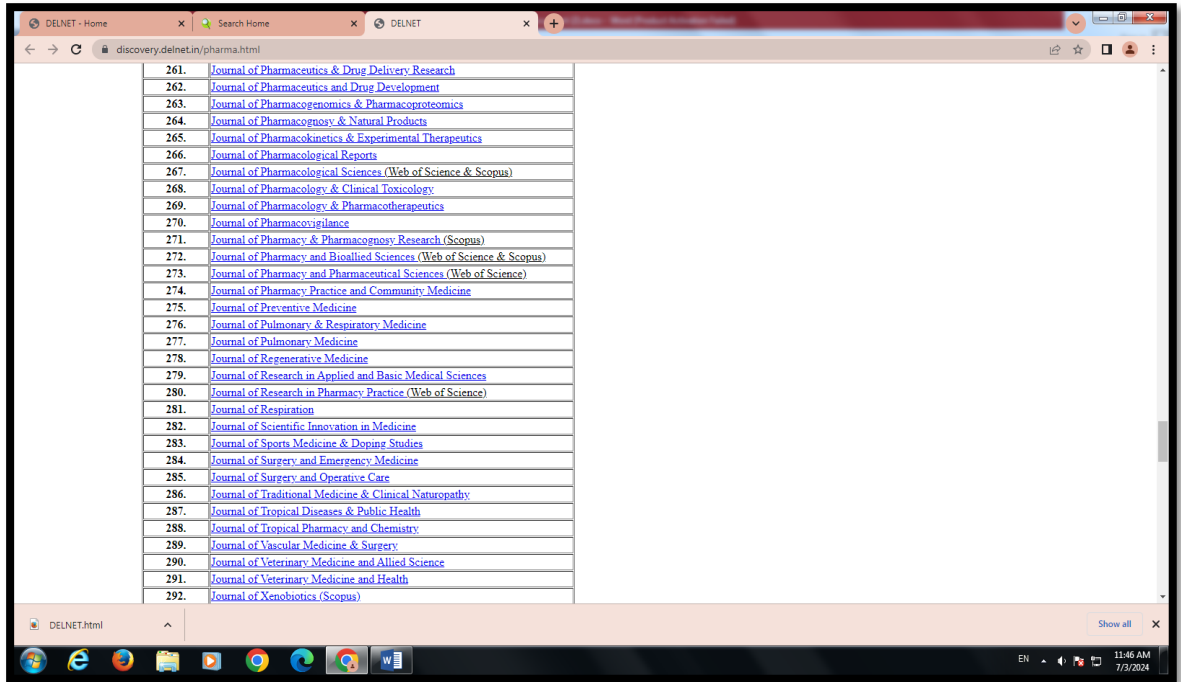 DELNET - Home
Search Home
DELNET
discovery.delnet.in/pharma.html
261. Journal of Pharmaceutics & Drug Delivery Research
262. Journal of Pharmaceutics and Drug Development
263. Journal of Pharmacogenomics & Pharmacoproteomics
264. Journal of Pharmacognosy & Natural Products
265. Journal of Pharmacokinetics & Experimental Therapeutics
266. Journal of Pharmacological Reports
267. Journal of Pharmacological Sciences (Web of Science & Scopus)
268. Journal of Pharmacology & Clinical Toxicology
269. Journal of Pharmacology & Pharmacotherapeutics
270. Journal of Pharmacovigilance
271. Journal of Pharmacy & Pharmacognosy Research (Scopus)
272. Journal of Pharmacy and Bioallied Sciences (Web of Science & Scopus)
273. Journal of Pharmacy and Pharmaceutical Sciences (Web of Science)
274. Journal of Pharmacy Practice and Community Medicine
275. Journal of Preventive Medicine
276. Journal of Pulmonary & Respiratory Medicine
277. Journal of Pulmonary Medicine
278. Journal of Regenerative Medicine
279. Journal of Research in Applied and Basic Medical Sciences
280. Journal of Research in Pharmacy Practice (Web of Science)
281. Journal of Respiration
282. Journal of Scientific Innovation in Medicine
283. Journal of Sports Medicine & Doping Studies
284. Journal of Surgery and Emergency Medicine
285. Journal of Surgery and Operative Care
286. Journal of Traditional Medicine & Clinical Naturopathy
287. Journal of Tropical Diseases & Public Health
288. Journal of Tropical Pharmacy and Chemistry
289. Journal of Vascular Medicine & Surgery
290. Journal of Veterinary Medicine and Allied Science
291. Journal of Veterinary Medicine and Health
292. Journal of Xenobiotics (Scopus)
DELNET.html
Show all
EN
11:46 AM
7/3/2024